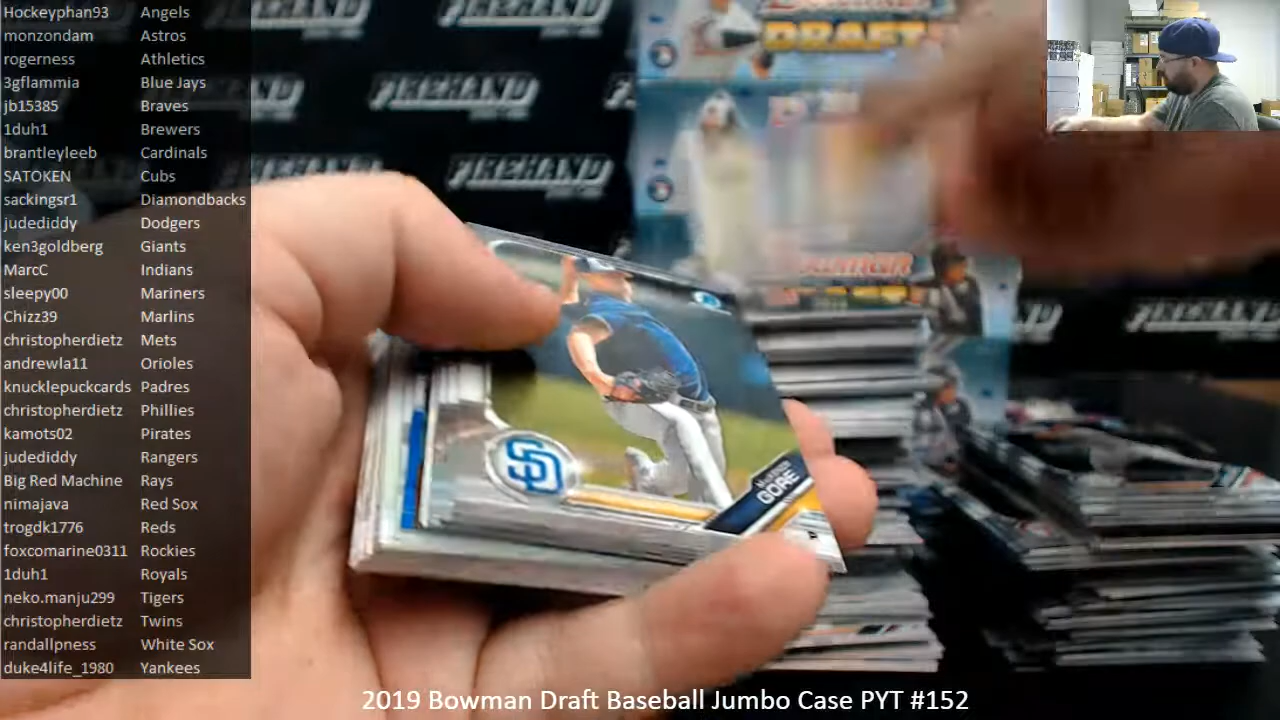 Hockeyphan93 Angels
monzondam Astros
rogerness Athletics
3gflammia Blue Jays
jb15385 Braves
1duh1 Brewers
brantleyleeb Cardinals
SATOKEN Cubs
sackingsr1 Diamondbacks
judediddy Dodgers
ken3goldberg Giants
MarcC Indians
sleepy00 Mariners
Chizz39 Marlins
christopherdietz Mets
andrewla11 Orioles
knucklepuckcards Padres
christopherdietz Phillies
kamots02 Pirates
judediddy Rangers
Big Red Machine Rays
nimajava Red Sox
trogdk1776 Reds
foxcomarine0311 Rockies
1duh1 Royals
neko.manju299 Tigers
christopherdietz Twins
randallpness White Sox
duke4life_1980 Yankees
FIREHAND
FIREHAND
FIREHAND
FIREHAND
DRAFT
SD
GORE
2019 Bowman Draft Baseball Jumbo Case PYT #152